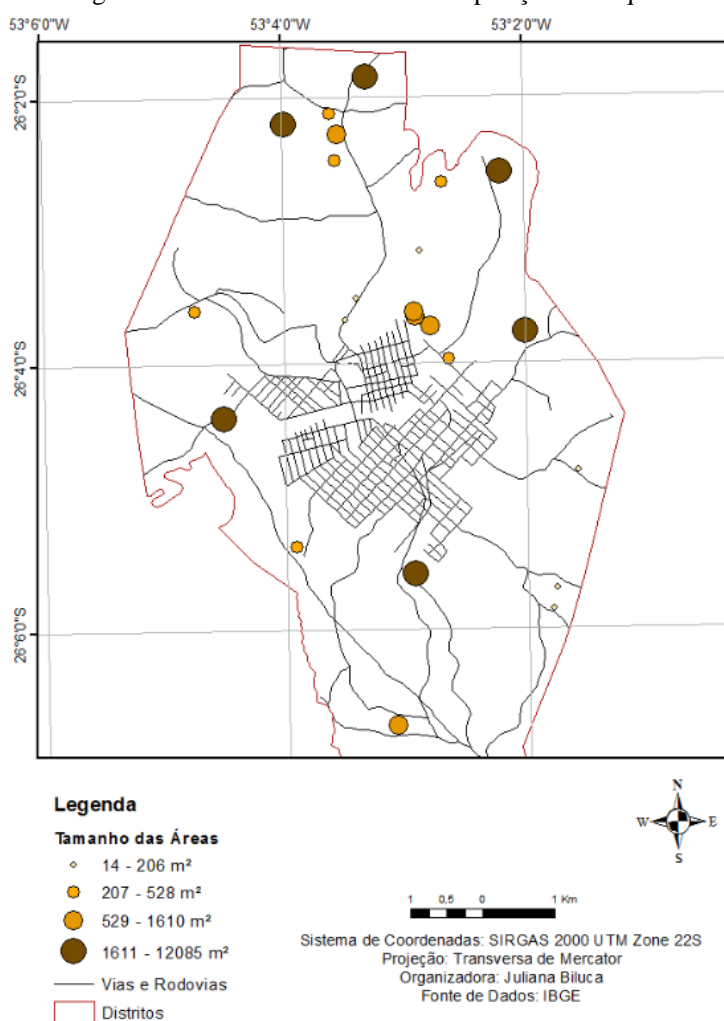 53°6'0"W 53°4'0"W 53°2'0"W
26°2'0"S
26°4'0"S
26°6'0"S
Legenda
Tamanho das Áreas
14 - 206 m²
207 - 528 m²
529 - 1610 m²
1611 - 12085 m²
Vias e Rodovias
Distritos
N
W E
S
1 0,5 0 1 Km
Sistema de Coordenadas: SIRGAS 2000 UTM Zone 22S
Projeção: Transversa de Mercator
Organizadora: Juliana Biluca
Fonte de Dados: IBGE